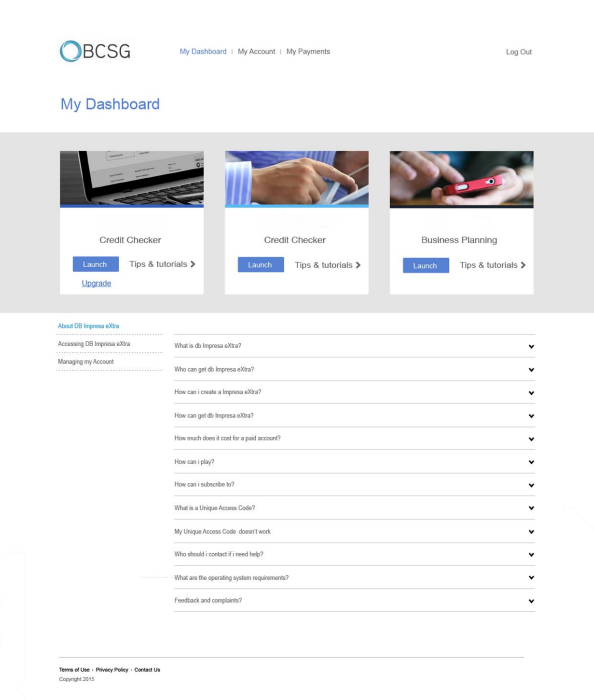 BCSG
My Dashboard | My Account | My Payments
Log Out
My Dashboard
Credit Checker
Launch
Tips & tutorials
Upgrade
Credit Checker
Launch
Tips & tutorials
Business Planning
Launch
Tips & tutorials
About DB Impresa eXtra
Accessing DB Impresa eXtra
Managing my Account
What is db Impresa eXtra?
Who can get db Impresa eXtra?
How can i create a Impresa eXtra?
How can get db Impresa eXtra?
How much does it cost for a paid account?
How can i play?
How can i subscribe to?
What is a Unique Access Code?
My Unique Access Code doesn't work
Who should i contact if i need help?
What are the operating system requirements?
Feedback and complaints?
Terms of Use · Privacy Policy · Contact Us
Copyright 2015